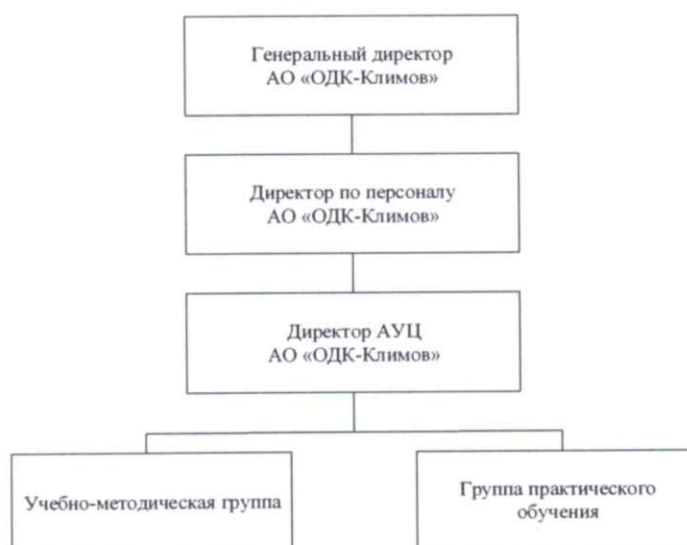 Генеральный директор
АО «ОДК-Климов»
Директор по персоналу
АО «ОДК-Климов»
Директор АУЦ
АО «ОДК-Климов»
Учебно-методическая группа
Группа практического
обучения